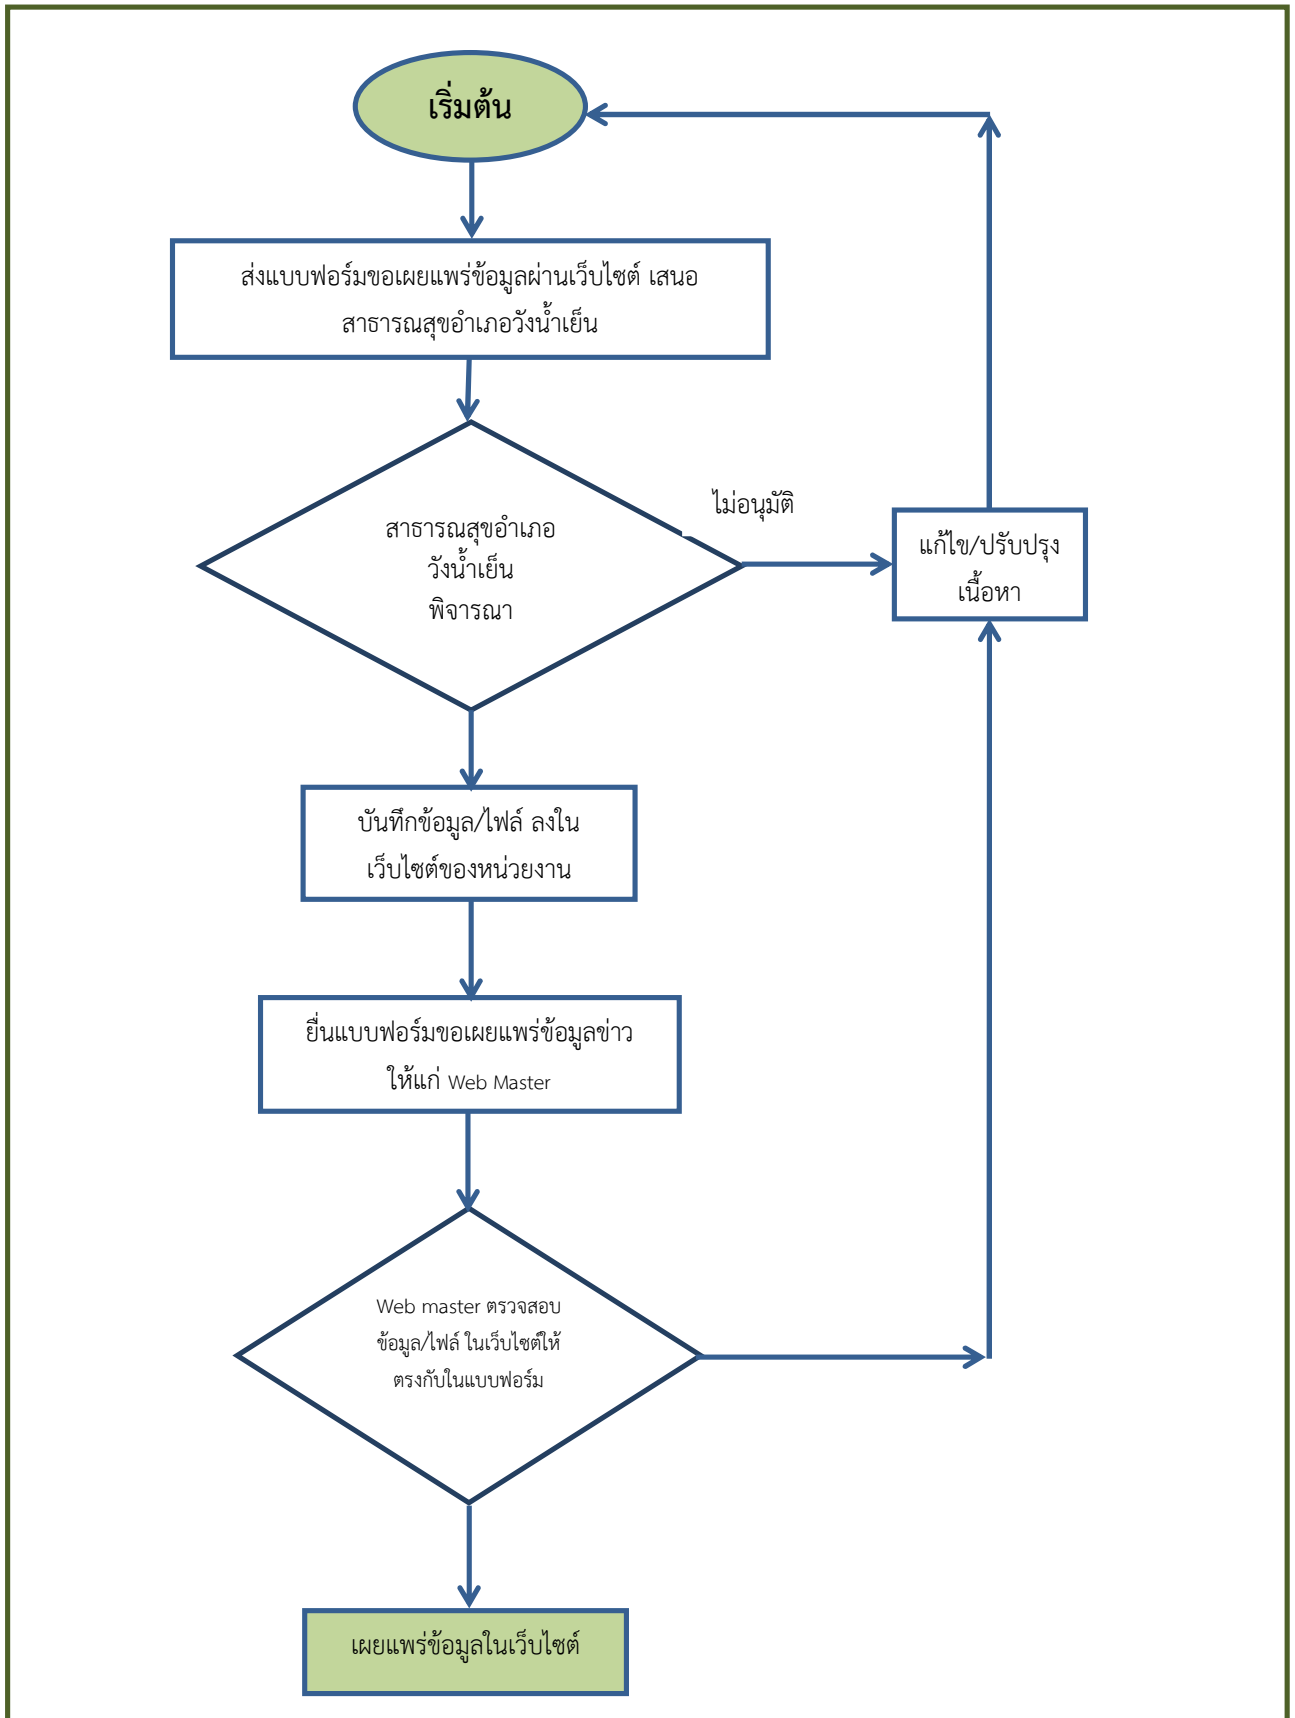 เริ่มต้น
ส่งแบบฟอร์มขอเผยแพร่ข้อมูลผ่านเว็บไซต์ เสนอ
สาธารณสุขอำเภอวังน้ำเย็น
ไม่อนุมัติ
สาธารณสุขอำเภอ
วังน้ำเย็น
พิจารณา
แก้ไข/ปรับปรุง
เนื้อหา
บันทึกข้อมูล/ไฟล์ ลงใน
เว็บไซต์ของหน่วยงาน
ยื่นแบบฟอร์มขอเผยแพร่ข้อมูลข่าว
ให้แก่ Web Master
Web master ตรวจสอบ
ข้อมูล/ไฟล์ ในเว็บไซต์ให้
ตรงกับในแบบฟอร์ม
เผยแพร่ข้อมูลในเว็บไซต์